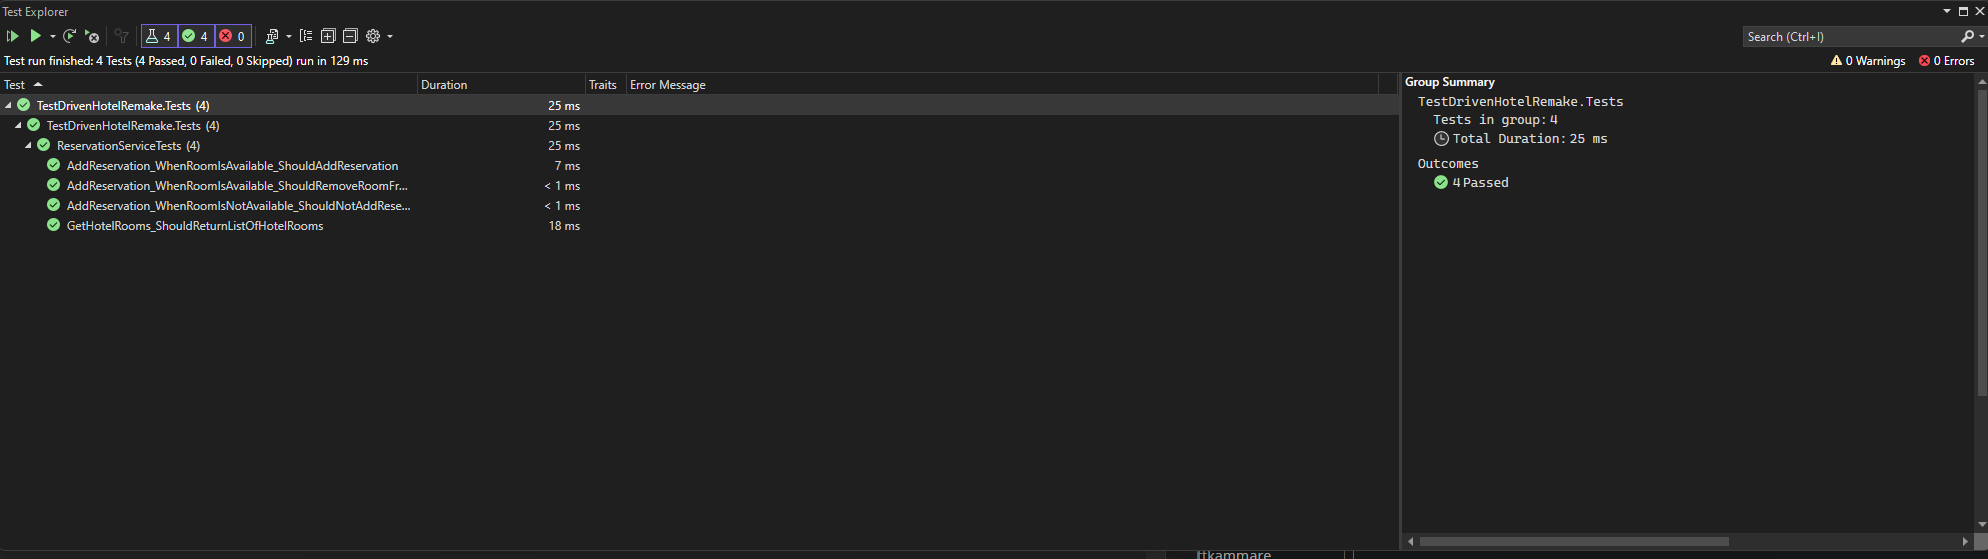 Test Explorer
4 4 0
Search (Ctrl+I)
Test run finished: 4 Tests (4 Passed, 0 Failed, 0 Skipped) run in 129 ms
0 Warnings 0 Errors
Test Duration Traits Error Message
TestDrivenHotelRemake.Tests (4) 25 ms
TestDrivenHotelRemake.Tests (4) 25 ms
ReservationServiceTests (4) 25 ms
AddReservation_WhenRoomIsAvailable_ShouldAddReservation 7 ms
AddReservation_WhenRoomIsAvailable_ShouldRemoveRoomFr... < 1 ms
AddReservation_WhenRoomIsNotAvailable_ShouldNotAddRese... < 1 ms
GetHotelRooms_ShouldReturnListOfHotelRooms 18 ms
Group Summary
TestDrivenHotelRemake.Tests
Tests in group: 4
Total Duration: 25 ms
Outcomes
4 Passed